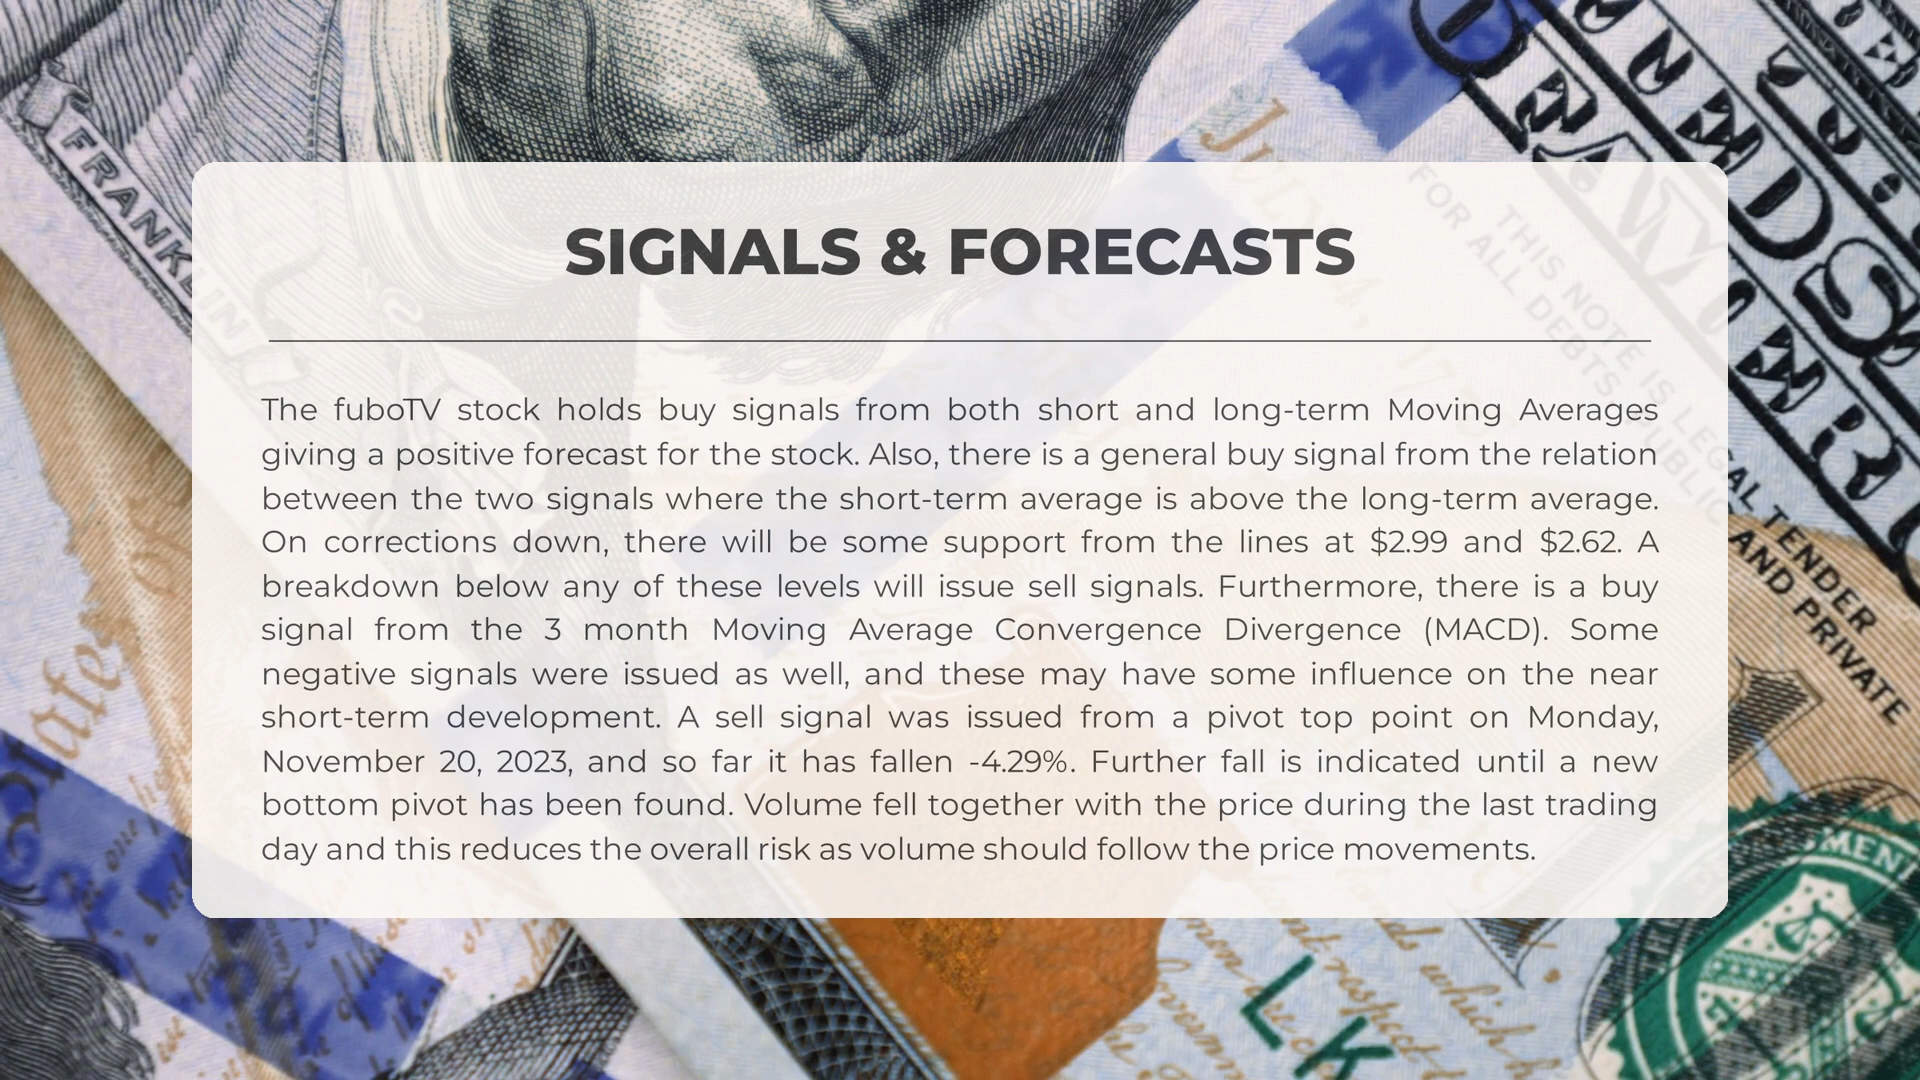 FRANKLIN
JULY 4, 
THIS NOTE IS LEGAL TENDER
FOR ALL DEBTS, PUBLIC AND PRIVATE
SIGNALS & FORECASTS
The fuboTV stock holds buy signals from both short and long-term Moving Averages
giving a positive forecast for the stock. Also, there is a general buy signal from the relation
between the two signals where the short-term average is above the long-term average.
On corrections down, there will be some support from the lines at $2.99 and $2.62. A
breakdown below any of these levels will issue sell signals. Furthermore, there is a buy
signal from the 3 month Moving Average Convergence Divergence (MACD). Some
negative signals were issued as well, and these may have some influence on the near
short-term development. A sell signal was issued from a pivot top point on Monday,
November 20, 2023, and so far it has fallen -4.29%. Further fall is indicated until a new
bottom pivot has been found. Volume fell together with the price during the last trading
day and this reduces the overall risk as volume should follow the price movements.
LK